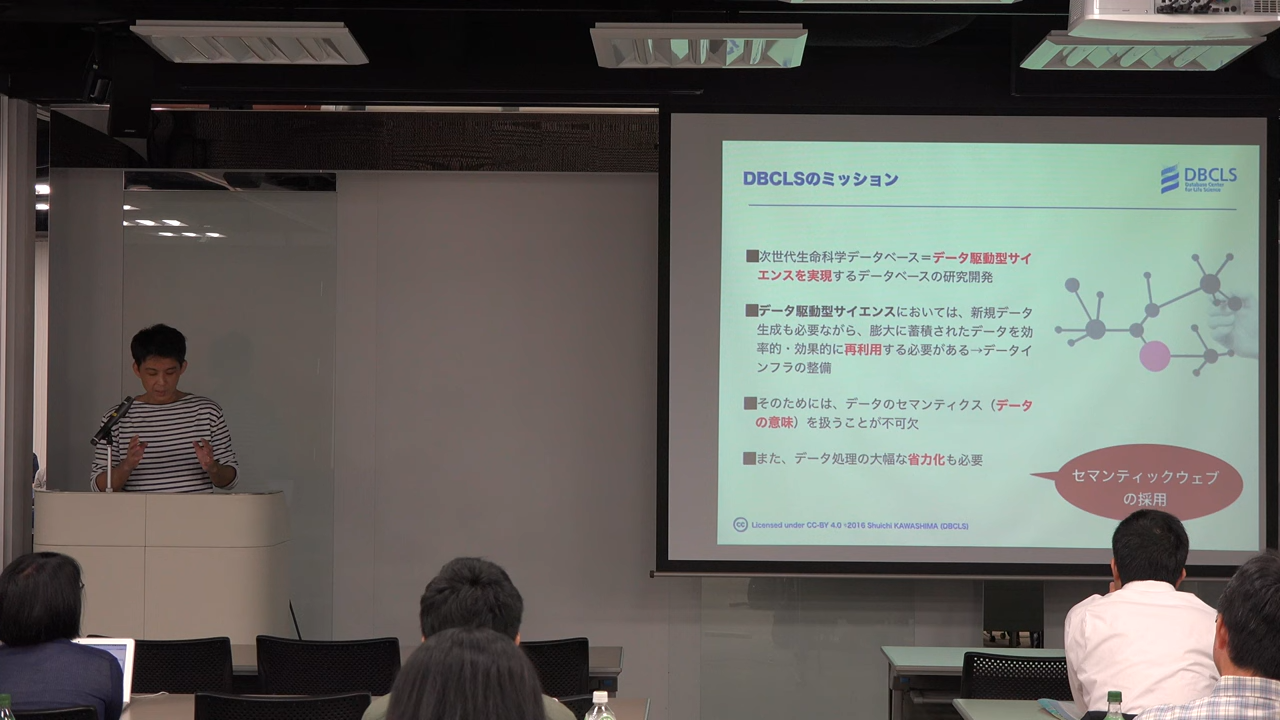 DBCLSのミッション
DBCLS
Database Center
for Life Science
■次世代生命科学データベース＝データ駆動型サイ
エンスを実現するデータベースの研究開発
■データ駆動型サイエンスにおいては、新規データ
生成も必要ながら、膨大に蓄積されたデータを効
率的・効果的に再利用する必要がある→データイ
ンフラの整備
■そのためには、データのセマンティクス（データ
の意味）を扱うことが不可欠
■また、データ処理の大幅な省力化も必要
セマンティックウェブ
の採用
cc Licensed under CC-BY 4.0 ©2016 Shuichi KAWASHIMA (DBCLS)